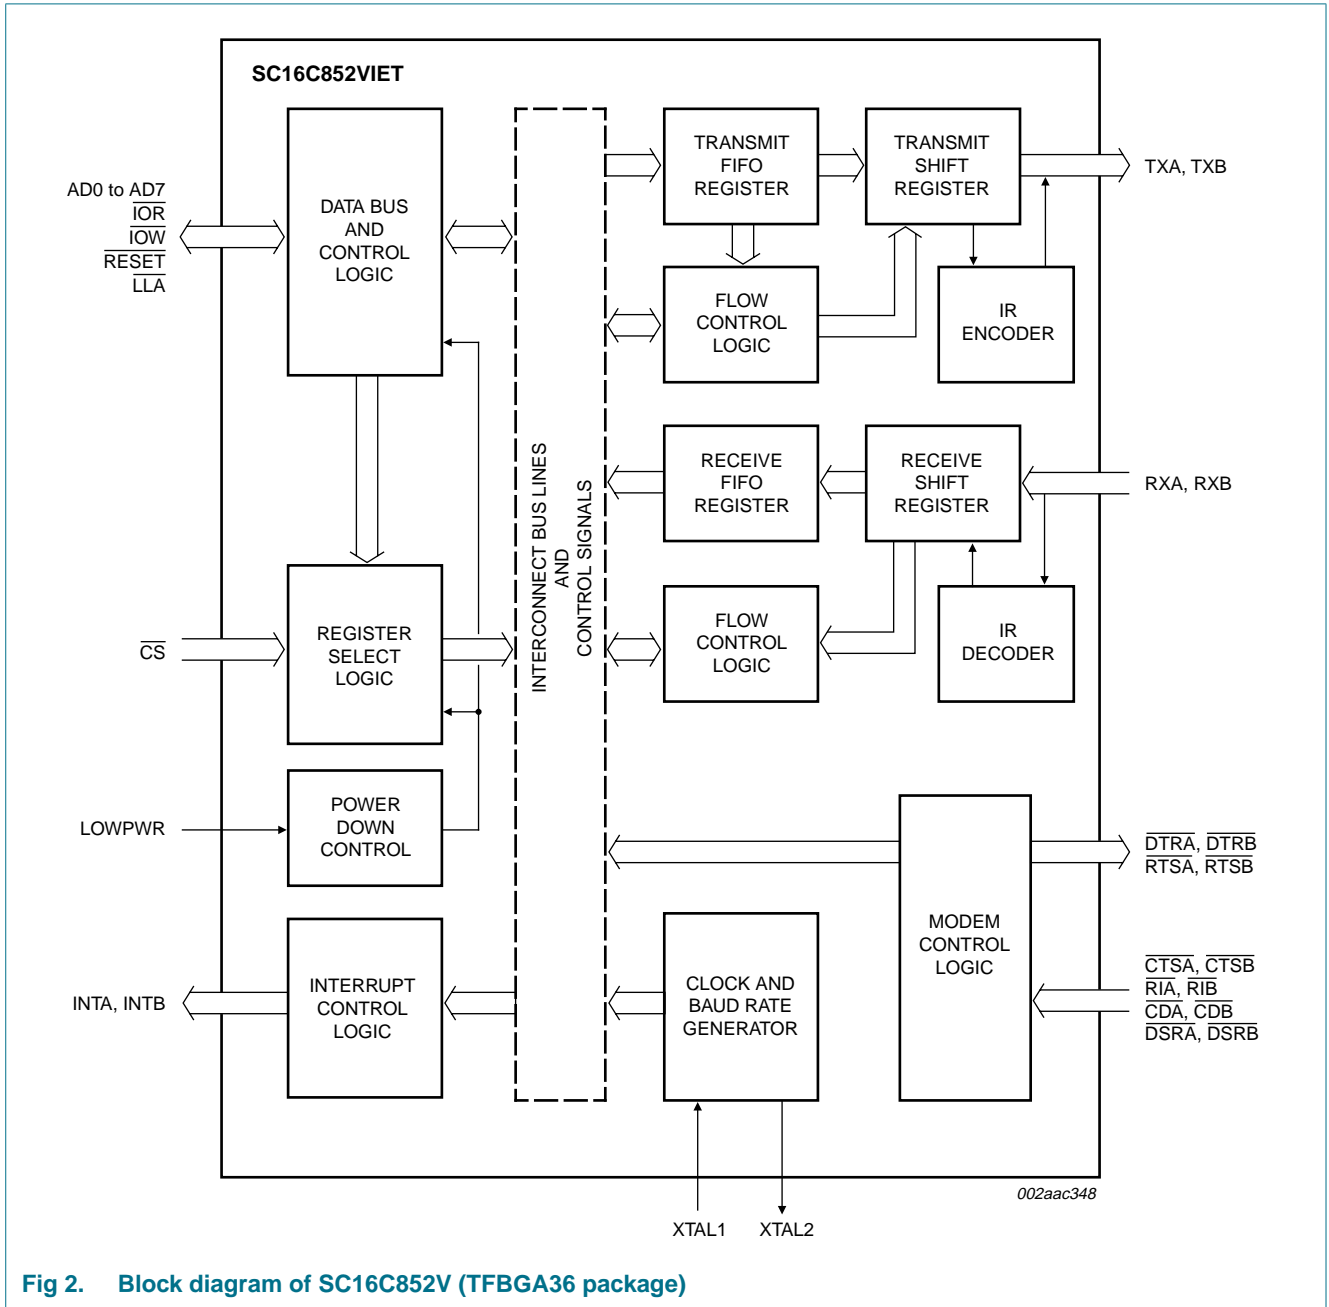 SC16C852VIET
AD0 to AD7
IOR
IOW
RESET
LLA
DATA BUS
AND
CONTROL
LOGIC
TRANSMIT
FIFO
REGISTER
TRANSMIT
SHIFT
REGISTER
TXA, TXB
FLOW
CONTROL
LOGIC
IR
ENCODER
INTERCONNECT BUS LINES
AND
CONTROL SIGNALS
RECEIVE
FIFO
REGISTER
RECEIVE
SHIFT
REGISTER
RXA, RXB
CS
REGISTER
SELECT
LOGIC
FLOW
CONTROL
LOGIC
IR
DECODER
LOWPWR
POWER
DOWN
CONTROL
DTRA, DTRB
RTSA, RTSB
MODEM
CONTROL
LOGIC
CTSA, CTSB
RIA, RIB
CDA, CDB
DSRA, DSRB
INTA, INTB
INTERRUPT
CONTROL
LOGIC
CLOCK AND
BAUD RATE
GENERATOR
XTAL1
XTAL2
002aac348
Fig 2. Block diagram of SC16C852V (TFBGA36 package)